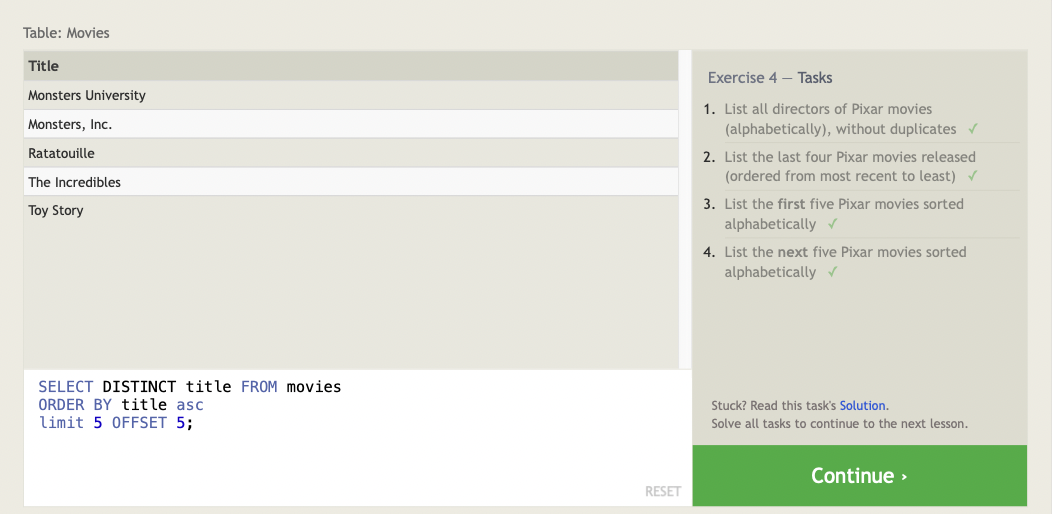 Table: Movies
Title
Monsters University
Monsters, Inc.
Ratatouille
The Incredibles
Toy Story
SELECT DISTINCT title FROM movies
ORDER BY title asc
limit 5 OFFSET 5;
RESET
Exercise 4 — Tasks
1. List all directors of Pixar movies
(alphabetically), without duplicates ✓
2. List the last four Pixar movies released
(ordered from most recent to least) ✓
3. List the first five Pixar movies sorted
alphabetically ✓
4. List the next five Pixar movies sorted
alphabetically ✓
Stuck? Read this task's Solution.
Solve all tasks to continue to the next lesson.
Continue ›